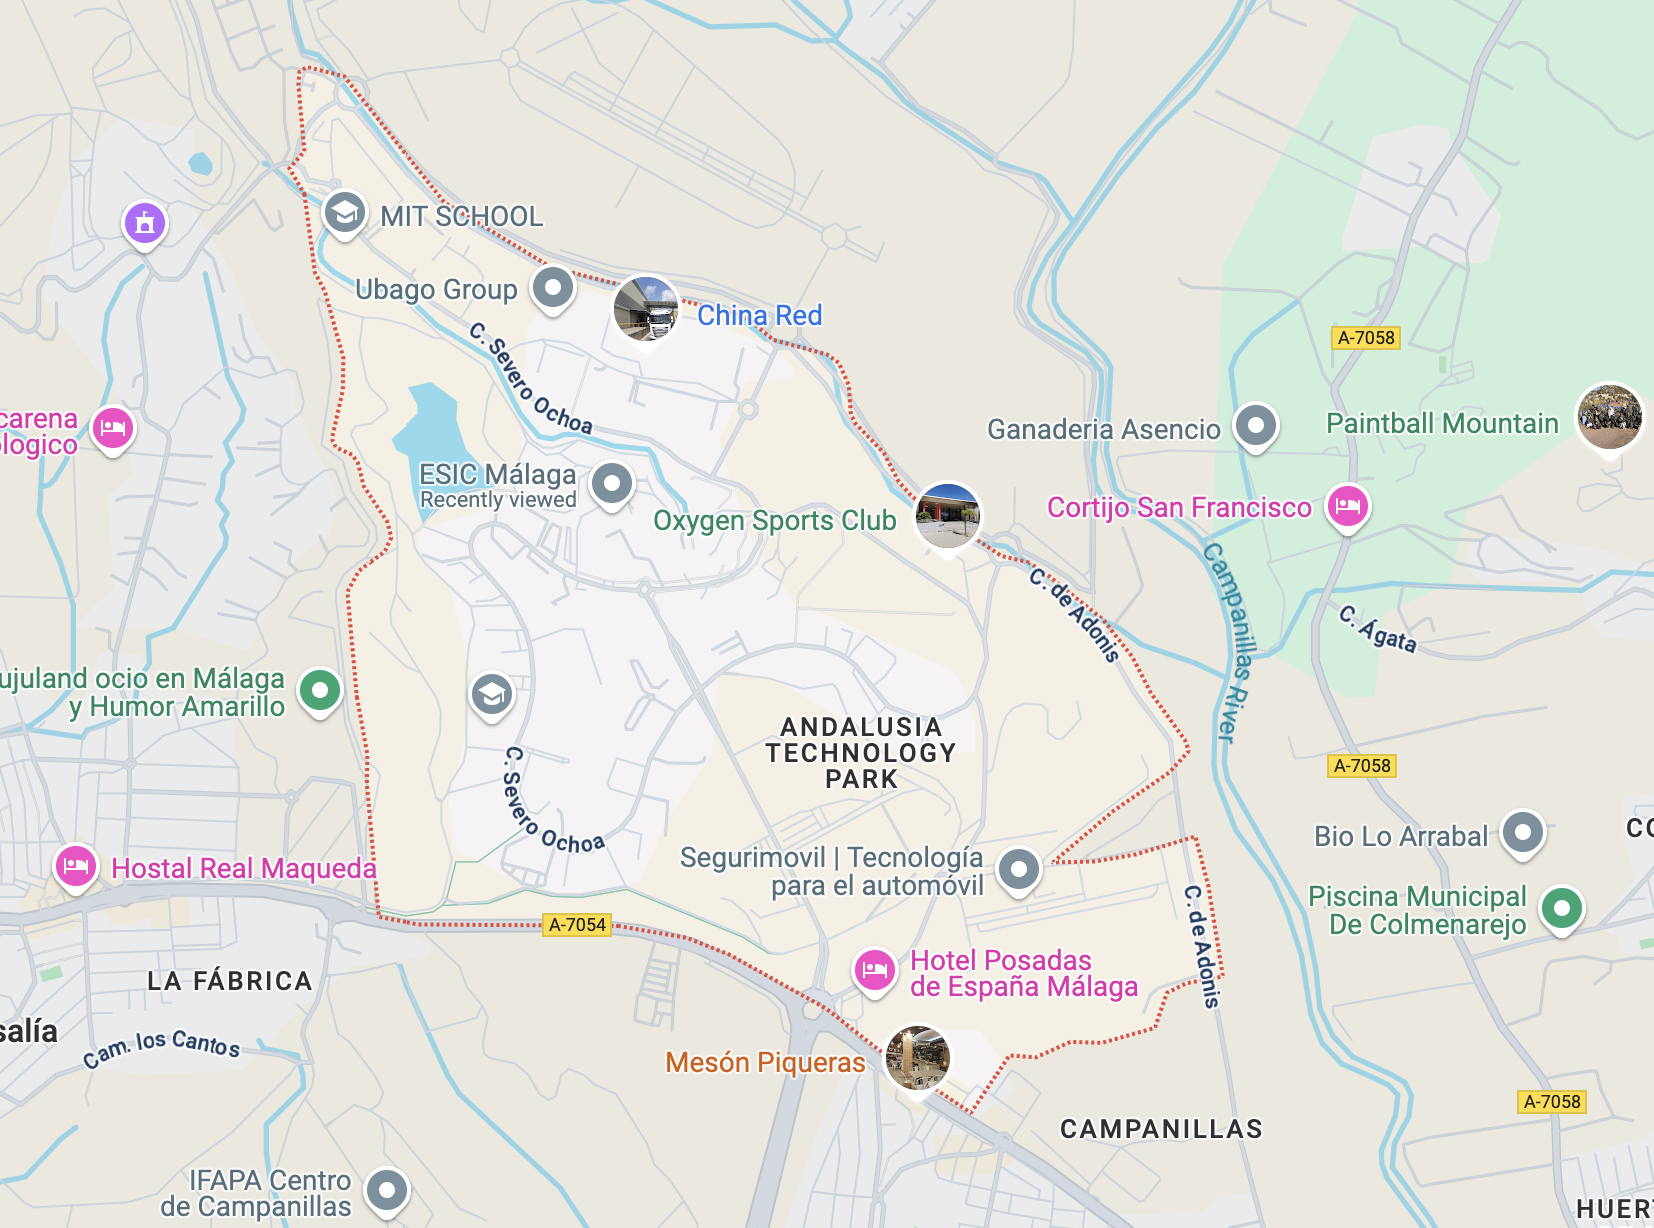 MIT SCHOOL
Ubago Group
China Red
C. Severo Ochoa
A-7058
carena
ologico
Ganaderia Asencio
Paintball Mountain
ESIC Málaga
Recently viewed
Oxygen Sports Club
Cortijo San Francisco
C. de Adonis
Campanillas River
C. Ágata
ujuland ocio en Málaga
y Humor Amarillo
ANDALUSIA
TECHNOLOGY
PARK
A-7058
C. Severo Ochoa
Bio Lo Arrabal
CO
Hostal Real Maqueda
Segurimovil | Tecnología
para el automóvil
C. de Adonis
Piscina Municipal
De Colmenarejo
A-7054
LA FÁBRICA
Hotel Posadas
de España Málaga
salía
Cam. los Cantos
Mesón Piqueras
A-7058
CAMPANILLAS
IFAPA Centro
de Campanillas
HUER